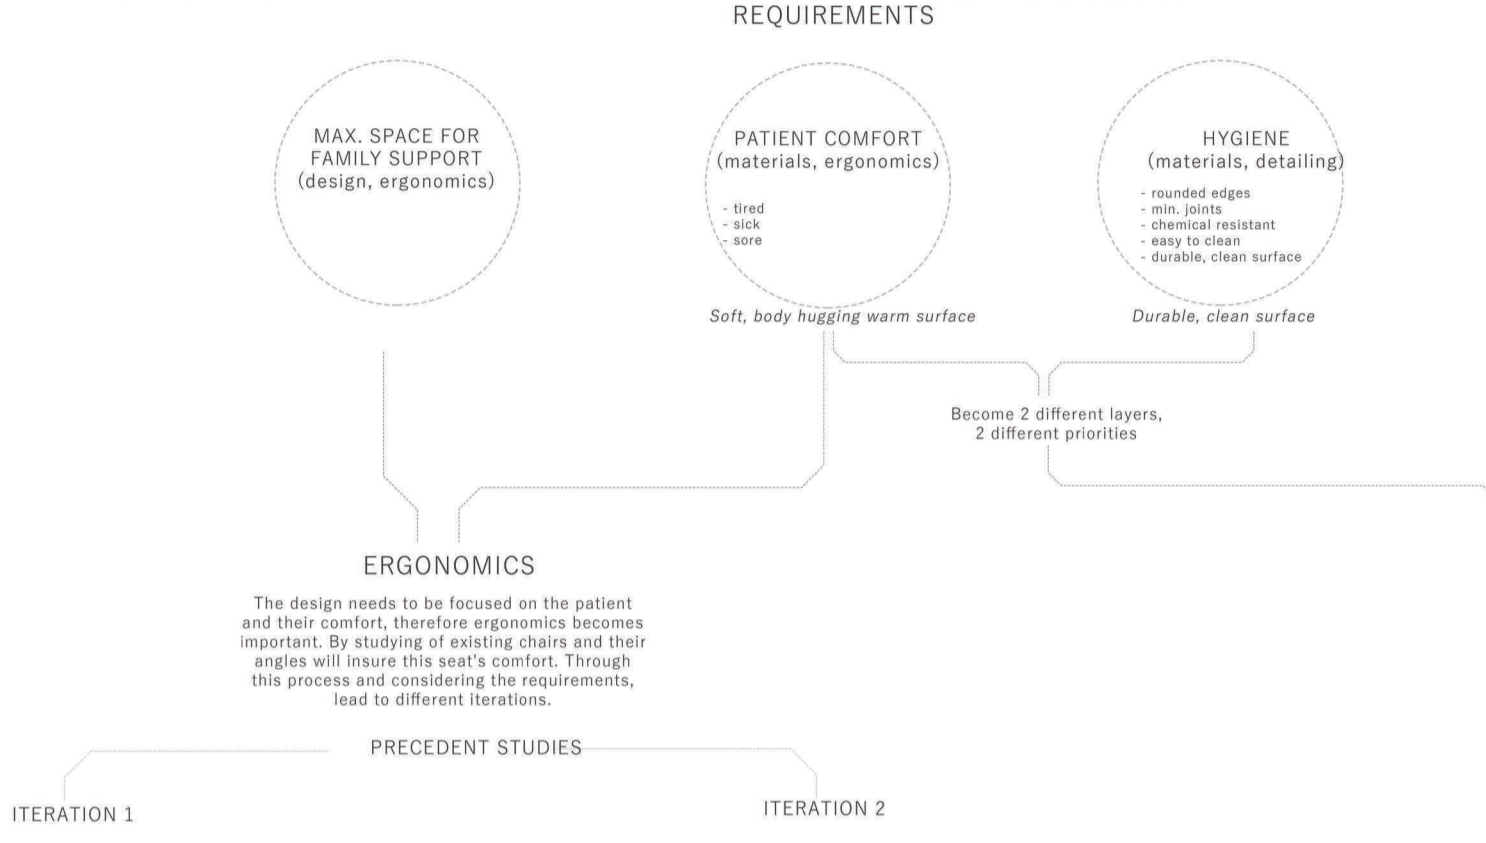 REQUIREMENTS
MAX. SPACE FOR
FAMILY SUPPORT
(design, ergonomics)
PATIENT COMFORT
(materials, ergonomics)
- tired
- sick
- sore
Soft, body hugging warm surface
HYGIENE
(materials, detailing)
- rounded edges
- min. joints
- chemical resistant
- easy to clean
- durable, clean surface
Durable, clean surface
Become 2 different layers,
2 different priorities
ERGONOMICS
The design needs to be focused on the patient
and their comfort, therefore ergonomics becomes
important. By studying of existing chairs and their
angles will insure this seat's comfort. Through
this process and considering the requirements,
lead to different iterations.
PRECEDENT STUDIES
ITERATION 1
ITERATION 2